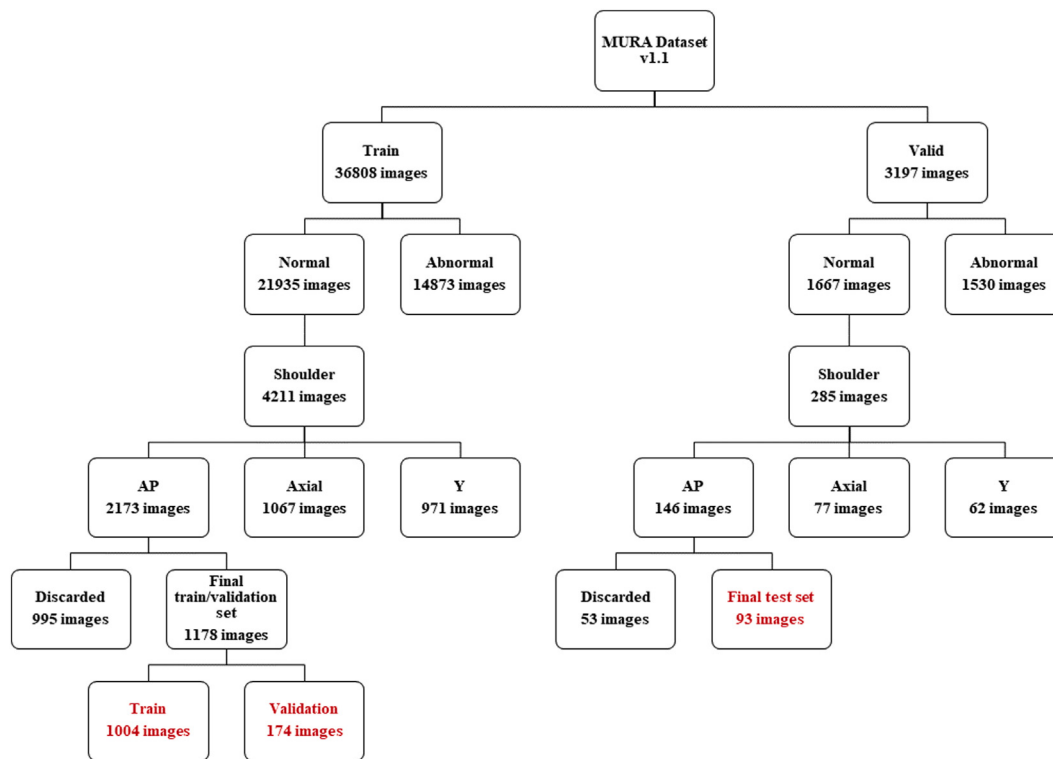 MURA Dataset
v1.1
Train
36808 images
Valid
3197 images
Normal
21935 images
Abnormal
14873 images
Normal
1667 images
Abnormal
1530 images
Shoulder
4211 images
Shoulder
285 images
AP
2173 images
Axial
1067 images
Y
971 images
AP
146 images
Axial
77 images
Y
62 images
Discarded
995 images
Final
train/validation
set
1178 images
Discarded
53 images
Final test set
93 images
Train
1004 images
Validation
174 images